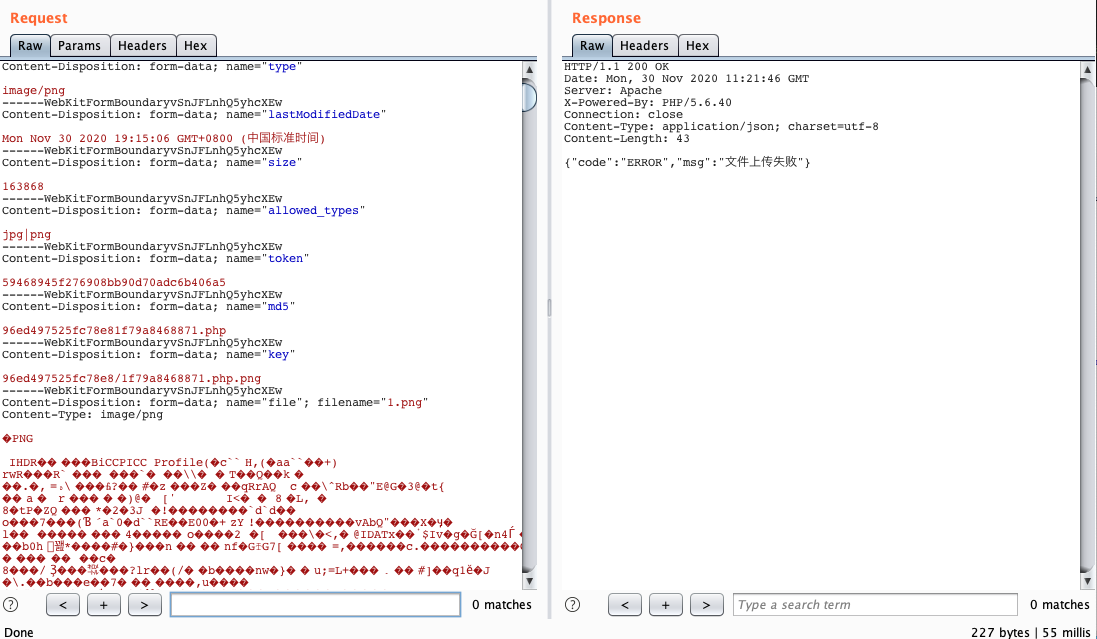 Request
Raw Params Headers Hex
Content-Disposition: form-data; name="type"
image/png
------WebKitFormBoundaryvSnJFLnhQ5yhcXEw
Content-Disposition: form-data; name="lastModifiedDate"
Mon Nov 30 2020 19:15:06 GMT+0800 (中国标准时间)
------WebKitFormBoundaryvSnJFLnhQ5yhcXEw
Content-Disposition: form-data; name="size"
163868
------WebKitFormBoundaryvSnJFLnhQ5yhcXEw
Content-Disposition: form-data; name="allowed_types"
jpg|png
------WebKitFormBoundaryvSnJFLnhQ5yhcXEw
Content-Disposition: form-data; name="token"
59468945f276908bb90d70adc6b406a5
------WebKitFormBoundaryvSnJFLnhQ5yhcXEw
Content-Disposition: form-data; name="md5"
96ed497525fc78e81f79a8468871.php
------WebKitFormBoundaryvSnJFLnhQ5yhcXEw
Content-Disposition: form-data; name="key"
96ed497525fc78e8/1f79a8468871.php.png
------WebKitFormBoundaryvSnJFLnhQ5yhcXEw
Content-Disposition: form-data; name="file"; filename="1.png"
Content-Type: image/png
�PNG
IHDR�� ���BiCCPICC Profile(�c`` H,(�aa``��+)
? < + > 0 matches
Done
Response
Raw Headers Hex
HTTP/1.1 200 OK
Date: Mon, 30 Nov 2020 11:21:46 GMT
Server: Apache
X-Powered-By: PHP/5.6.40
Connection: close
Content-Type: application/json; charset=utf-8
Content-Length: 43
{"code":"ERROR","msg":"文件上传失败"}
? < + > Type a search term 0 matches
227 bytes | 55 millis